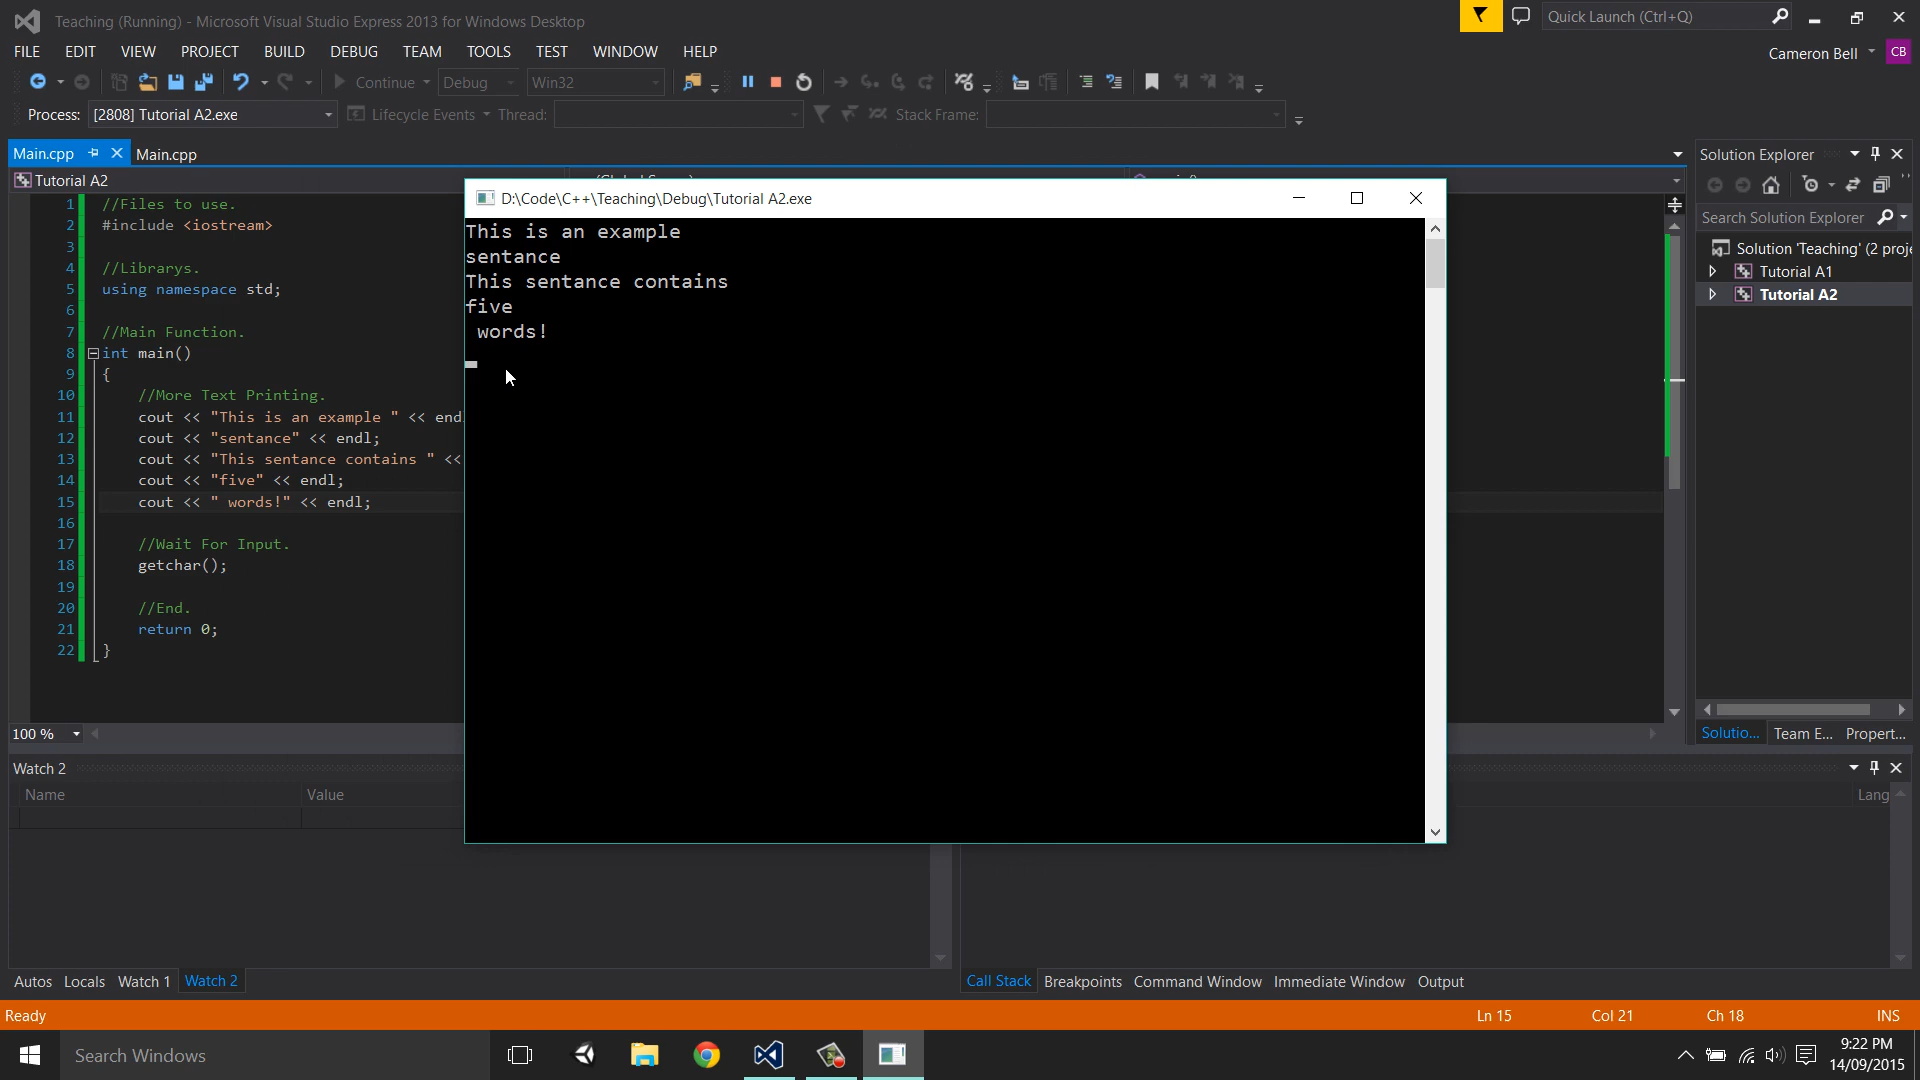 Teaching (Running) - Microsoft Visual Studio Express 2013 for Windows Desktop
Quick Launch (Ctrl+Q)
FILE EDIT VIEW PROJECT BUILD DEBUG TEAM TOOLS TEST WINDOW HELP
Cameron Bell CB
Continue Debug Win32
Process: [2808] Tutorial A2.exe Lifecycle Events Thread: Stack Frame:
Main.cpp Main.cpp
Tutorial A2
1 //Files to use.
2 #include <iostream>
3
4 //Librarys.
5 using namespace std;
6
7 //Main Function.
8 int main()
9 {
10 //More Text Printing.
11 cout << "This is an example " << endl
12 cout << "sentance" << endl;
13 cout << "This sentance contains " <<
14 cout << "five" << endl;
15 cout << " words!" << endl;
16
17 //Wait For Input.
18 getchar();
19
20 //End.
21 return 0;
22 }
100 %
D:\Code\C++\Teaching\Debug\Tutorial A2.exe
This is an example
sentance
This sentance contains
five
 words!
Solution Explorer
Search Solution Explorer
Solution 'Teaching' (2 proje
Tutorial A1
Tutorial A2
Solutio... Team E... Propert...
Watch 2
Name Value
Lang
Autos Locals Watch 1 Watch 2
Call Stack Breakpoints Command Window Immediate Window Output
Ready Ln 15 Col 21 Ch 18 INS
Search Windows
9:22 PM
14/09/2015